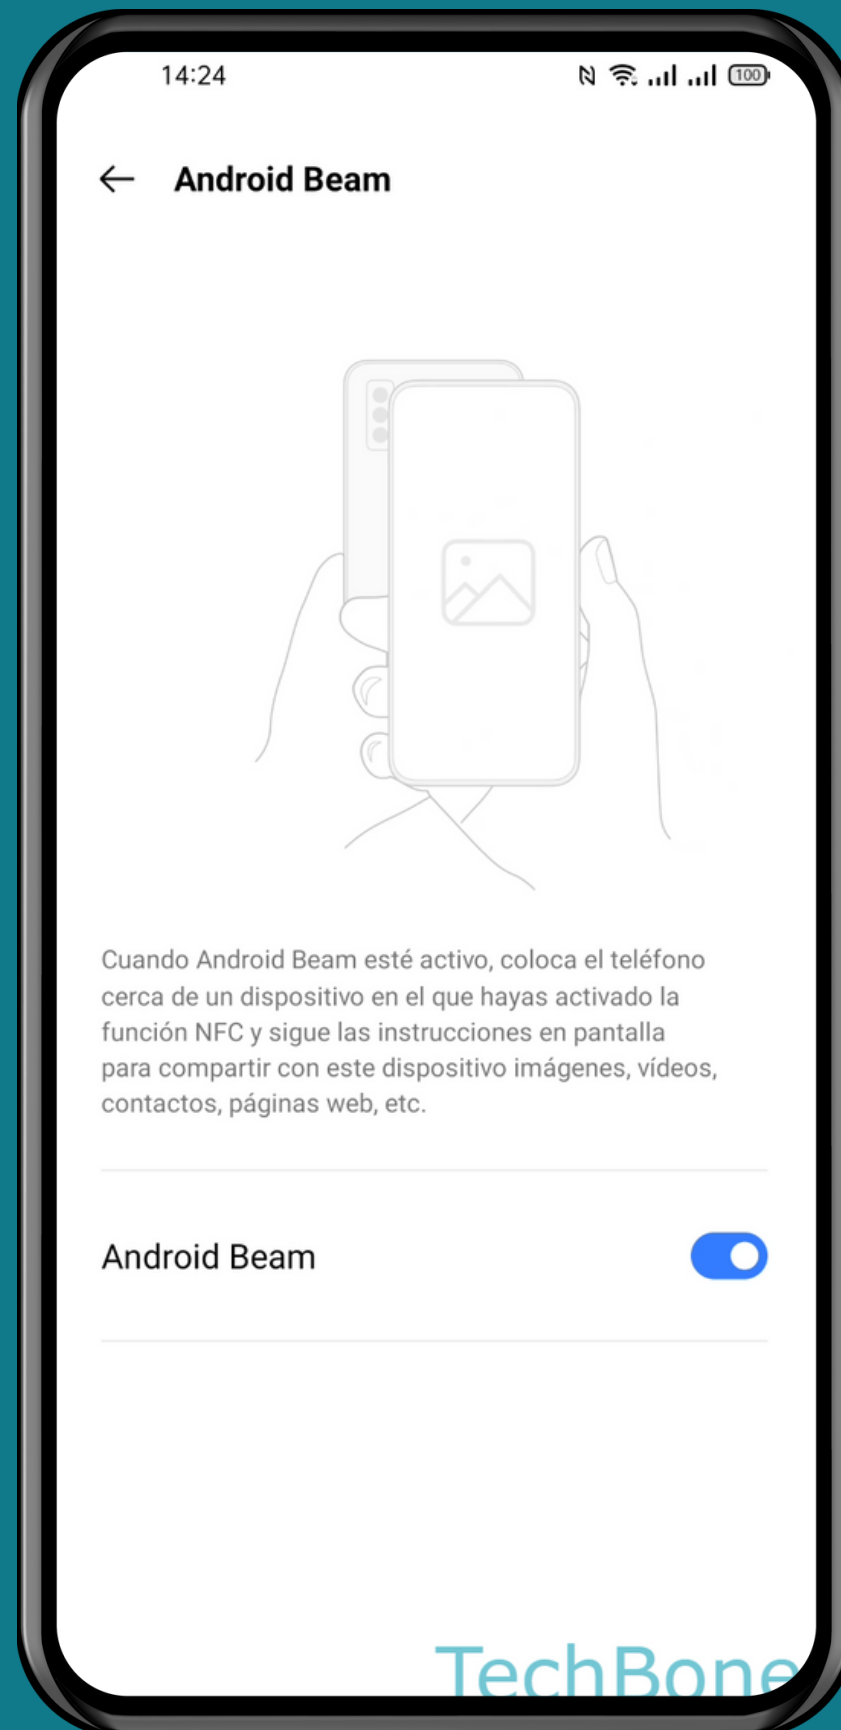 14:24
100
Android Beam
Cuando Android Beam esté activo, coloca el teléfono
cerca de un dispositivo en el que hayas activado la
función NFC y sigue las instrucciones en pantalla
para compartir con este dispositivo imágenes, vídeos,
contactos, páginas web, etc.
Android Beam
TechBone